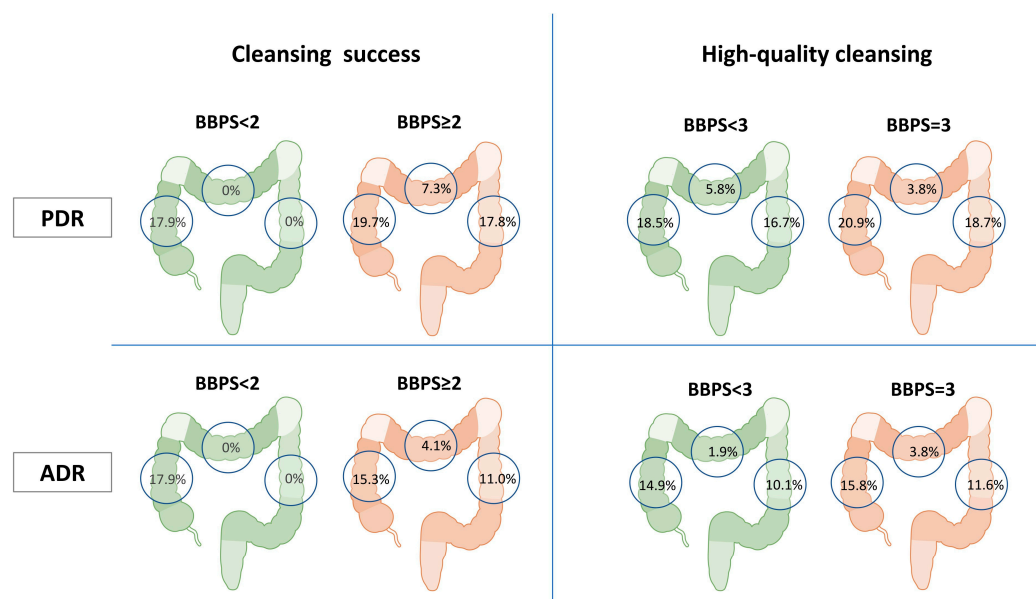 Cleansing success
High-quality cleansing
BBPS<2
BBPS≥2
BBPS<3
BBPS=3
PDR
0%
17.9%
0%
7.3%
19.7%
17.8%
5.8%
18.5%
16.7%
3.8%
20.9%
18.7%
BBPS<2
BBPS≥2
BBPS<3
BBPS=3
ADR
0%
17.9%
0%
4.1%
15.3%
11.0%
1.9%
14.9%
10.1%
3.8%
15.8%
11.6%